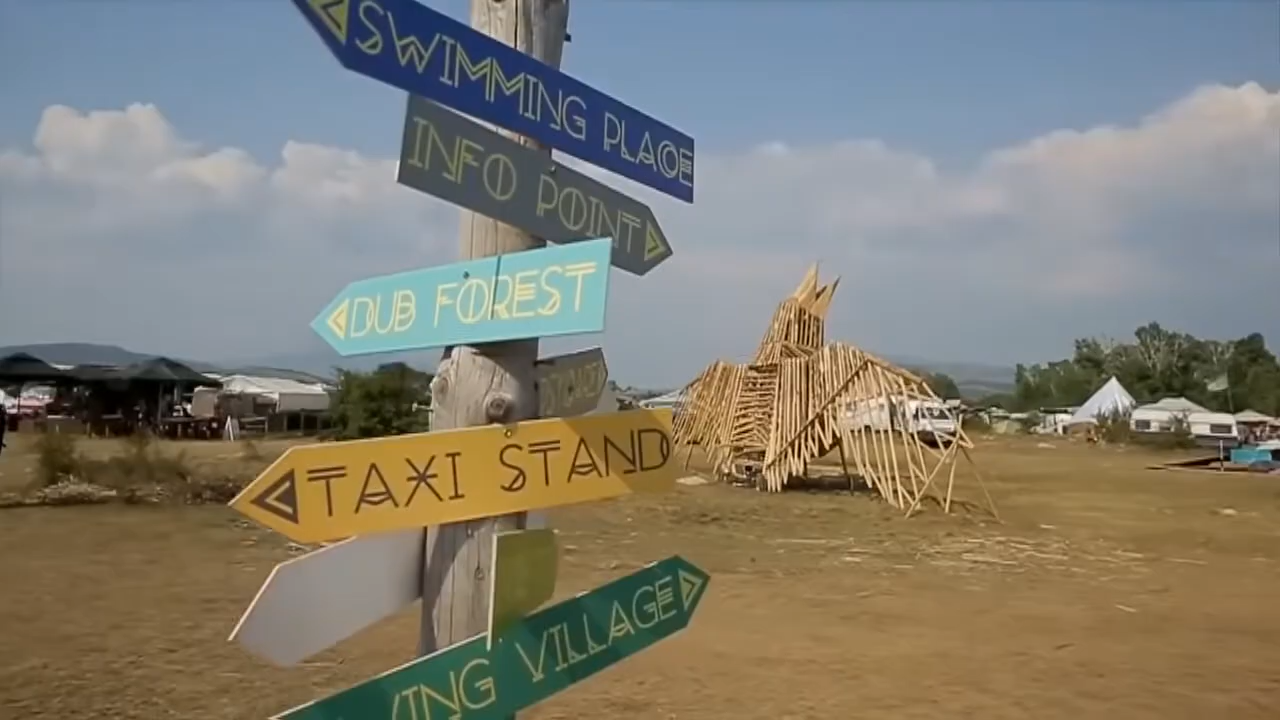 SWIMMING PLACE
INFO POINT
DUB FOREST
TAXI STAND
VILLAGE